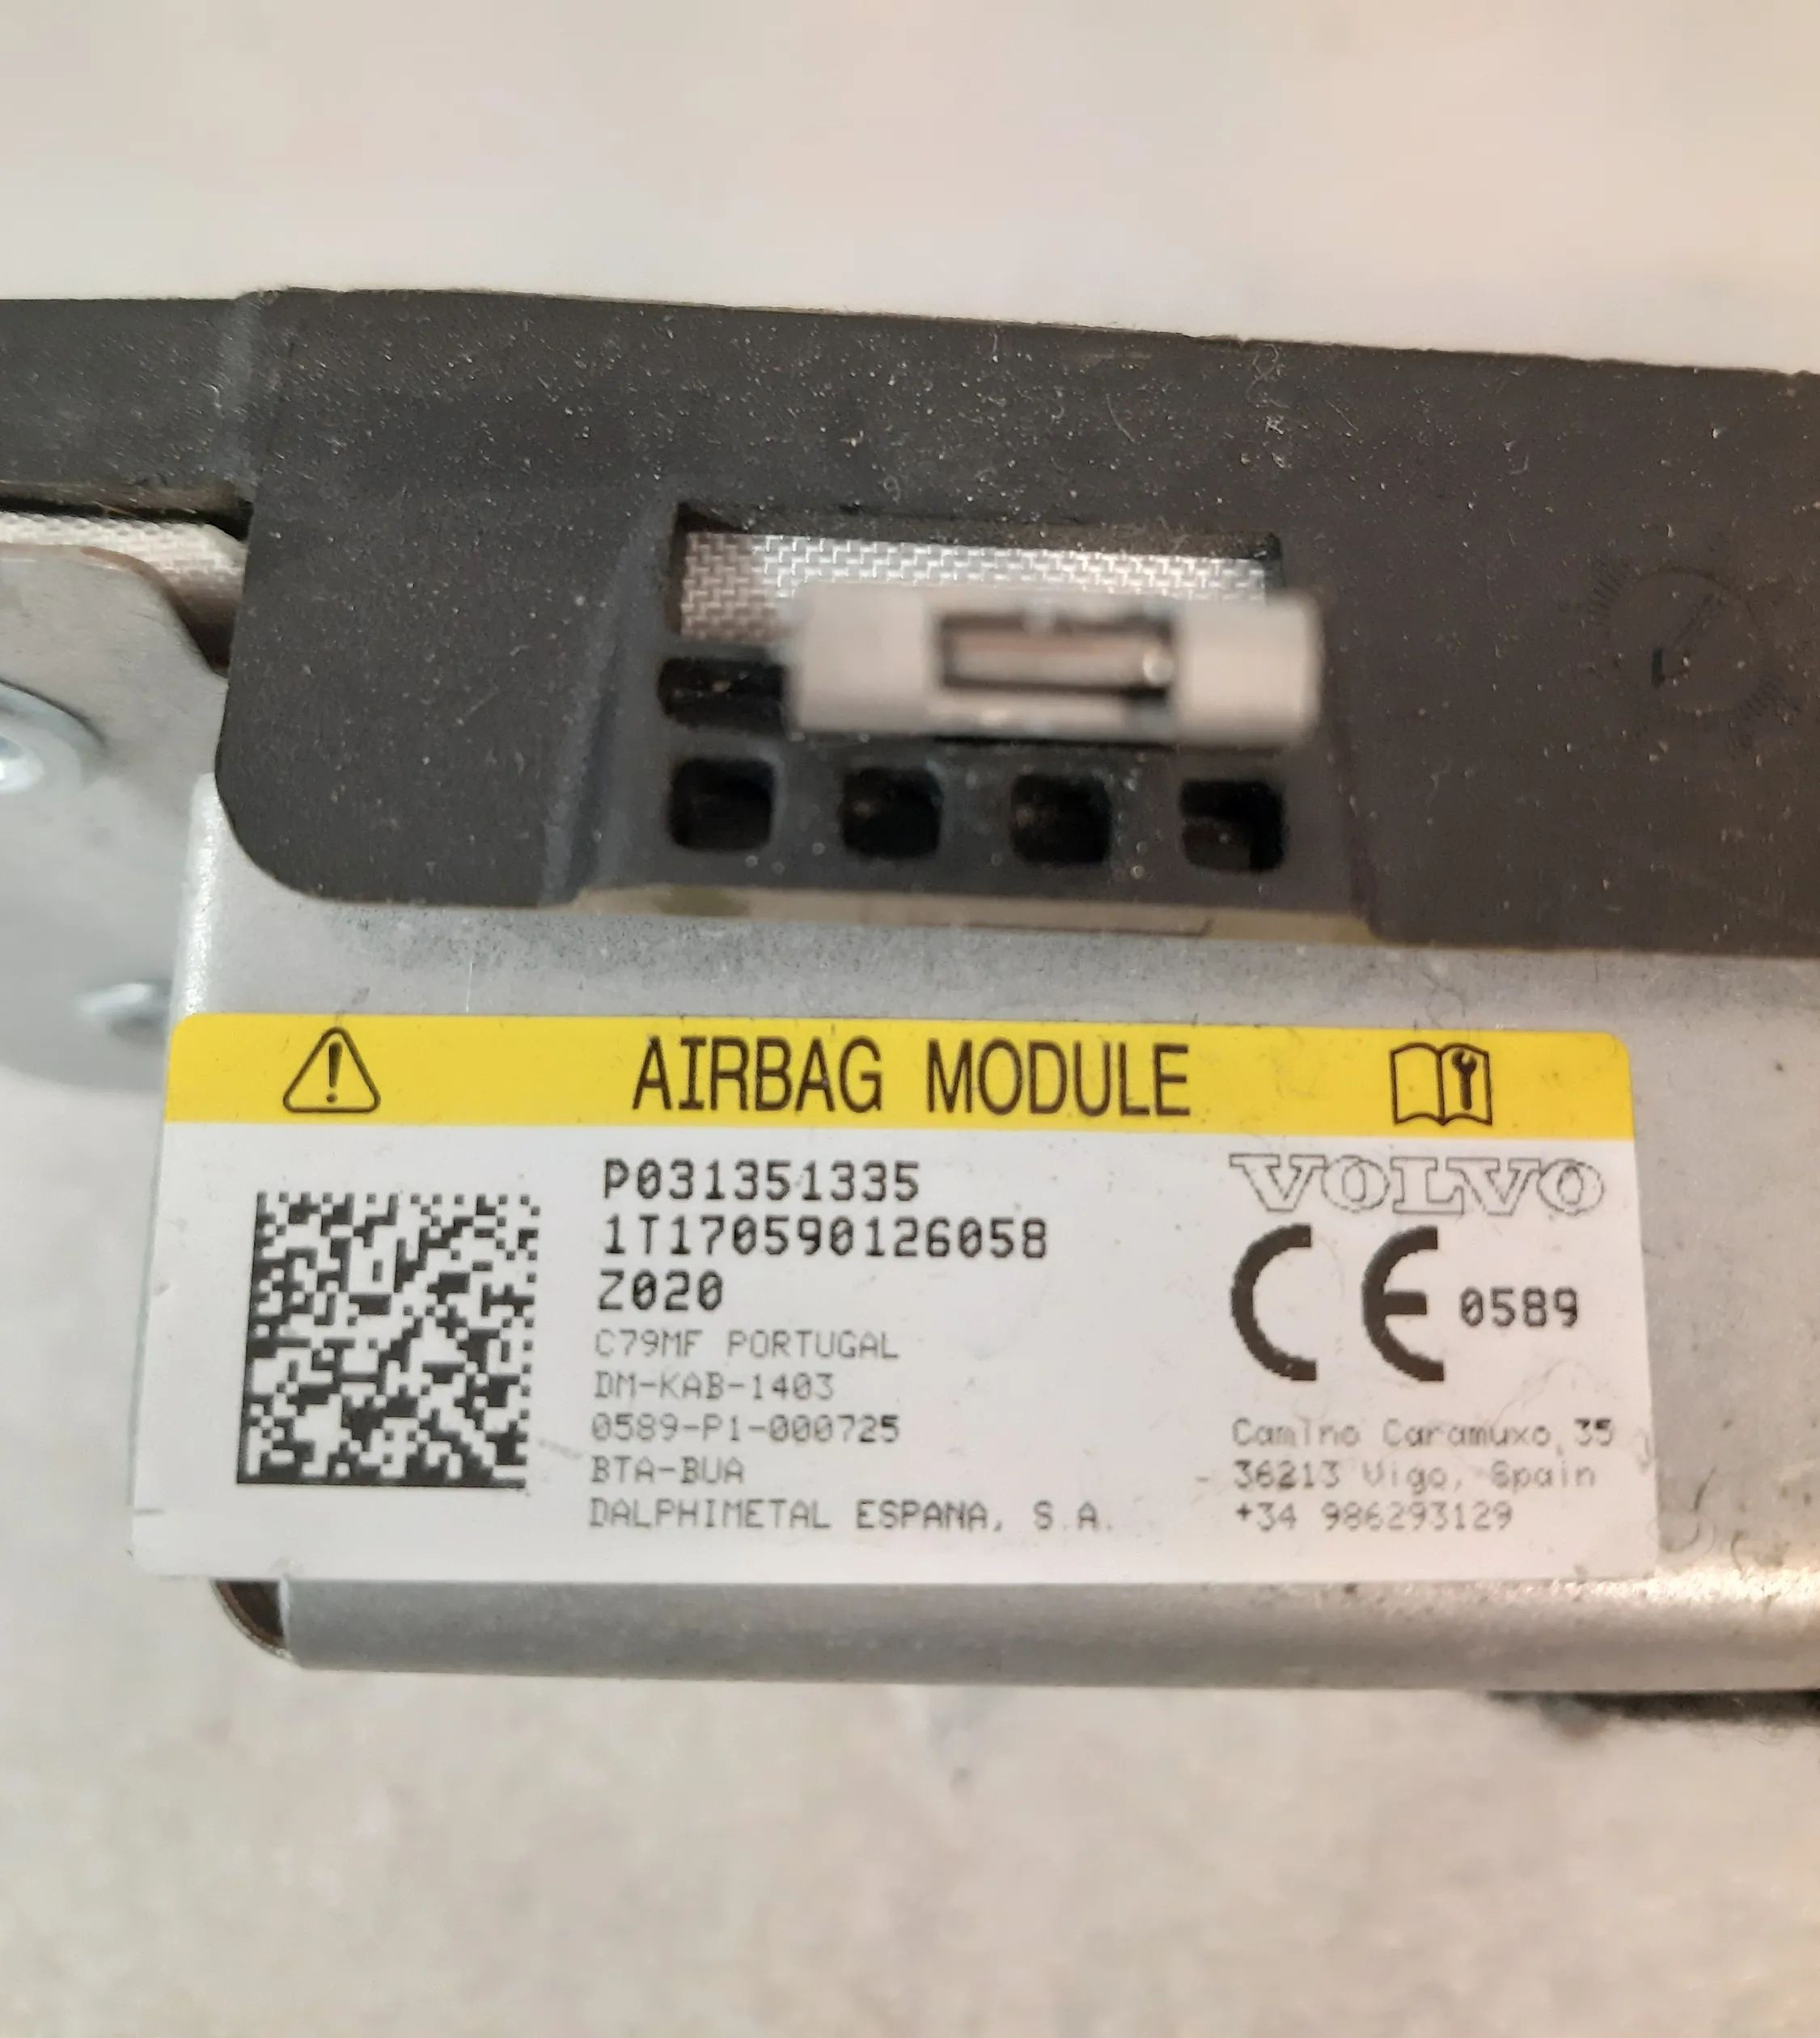 AIRBAG MODULE
P031351335
1T170590126058
Z020
C79MF PORTUGAL
DM-KAB-1403
0589-P1-000725
BTA-BUA
DALPHIMETAL ESPANA, S.A.
VOLVO
CE 0589
Camino Caramuxo, 35
36213 Vigo, Spain
+34 986293129